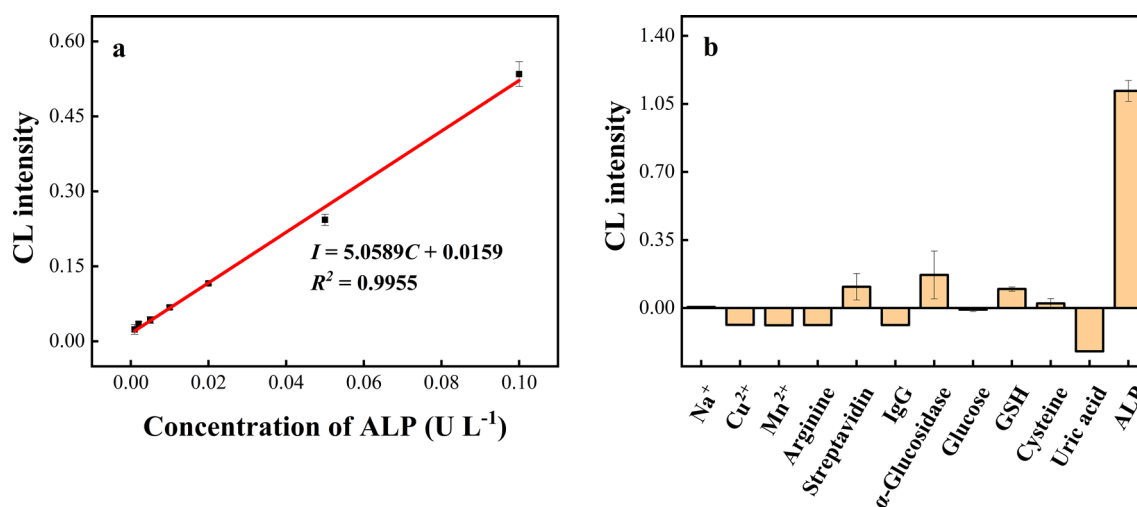 a
CL intensity
0.60
0.45
0.30
0.15
0.00
I = 5.0589C + 0.0159
R² = 0.9955
0.00 0.02 0.04 0.06 0.08 0.10
Concentration of ALP (U L⁻¹)
b
CL intensity
1.40
1.05
0.70
0.35
0.00
Na⁺
Cu²⁺
Mn²⁺
Arginine
Streptavidin
IgG
α-Glucosidase
Glucose
GSH
Cysteine
Uric acid
ALP